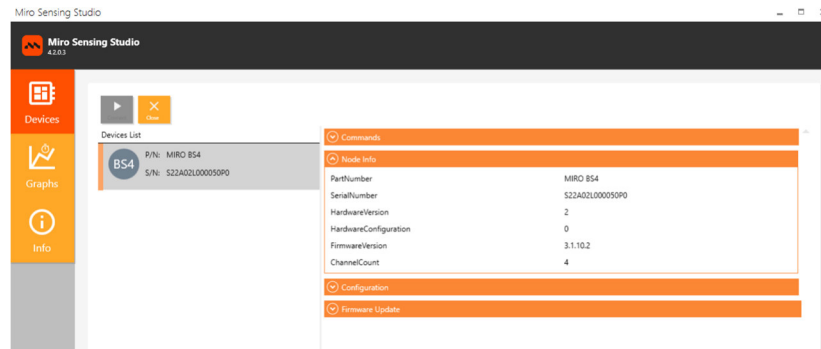 Miro Sensing Studio
Miro Sensing Studio
4.2.0.3
Devices
Graphs
Info
Close
Devices List
BS4
P/N: MIRO BS4
S/N: S22A02L000050P0
Commands
Node Info
PartNumber MIRO BS4
SerialNumber S22A02L000050P0
HardwareVersion 2
HardwareConfiguration 0
FirmwareVersion 3.1.10.2
ChannelCount 4
Configuration
Firmware Update